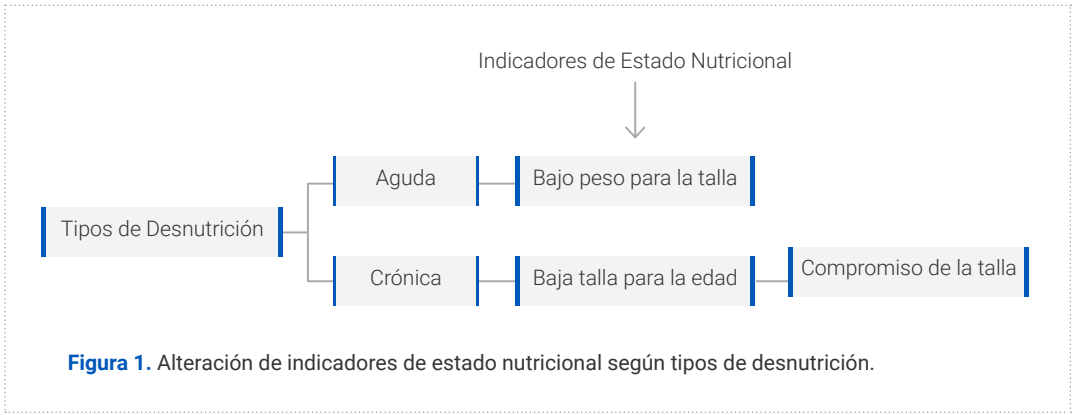 Indicadores de Estado Nutricional
Aguda
Bajo peso para la talla
Tipos de Desnutrición
Crónica
Baja talla para la edad
Compromiso de la talla
Figura 1. Alteración de indicadores de estado nutricional según tipos de desnutrición.